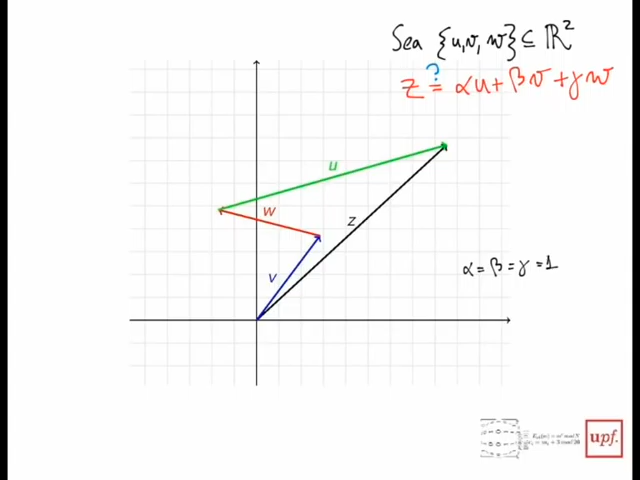 Sea {u,v,w} ⊆ ℝ²
?
z = αu + βv + γw
u
w
z
v
α = β = γ = 1
upf.